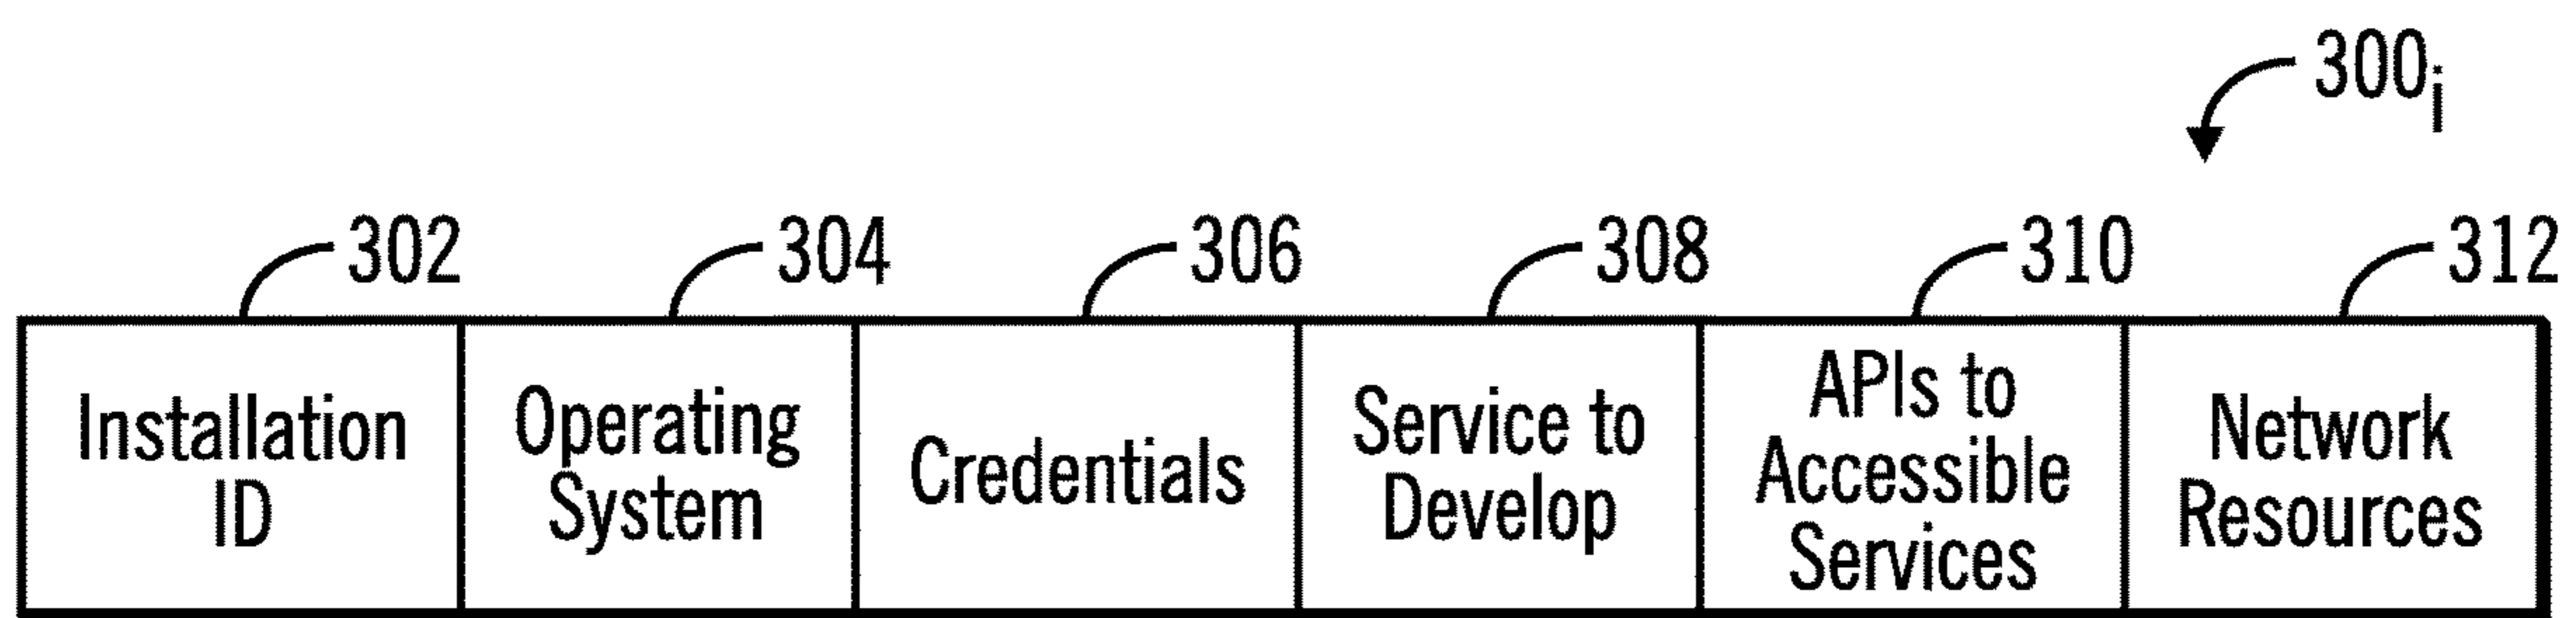 300i
302 304 306 308 310 312
Installation
ID
Operating
System
Credentials
Service to
Develop
APIs to
Accessible
Services
Network
Resources